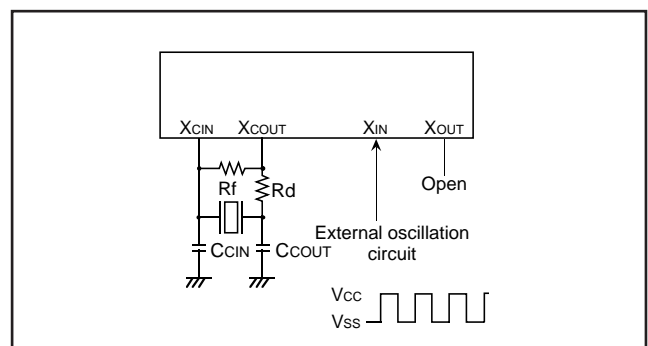 XCIN XCOUT XIN XOUT
Rf Rd Open
External oscillation
circuit
CCIN CCOUT
VCC
VSS